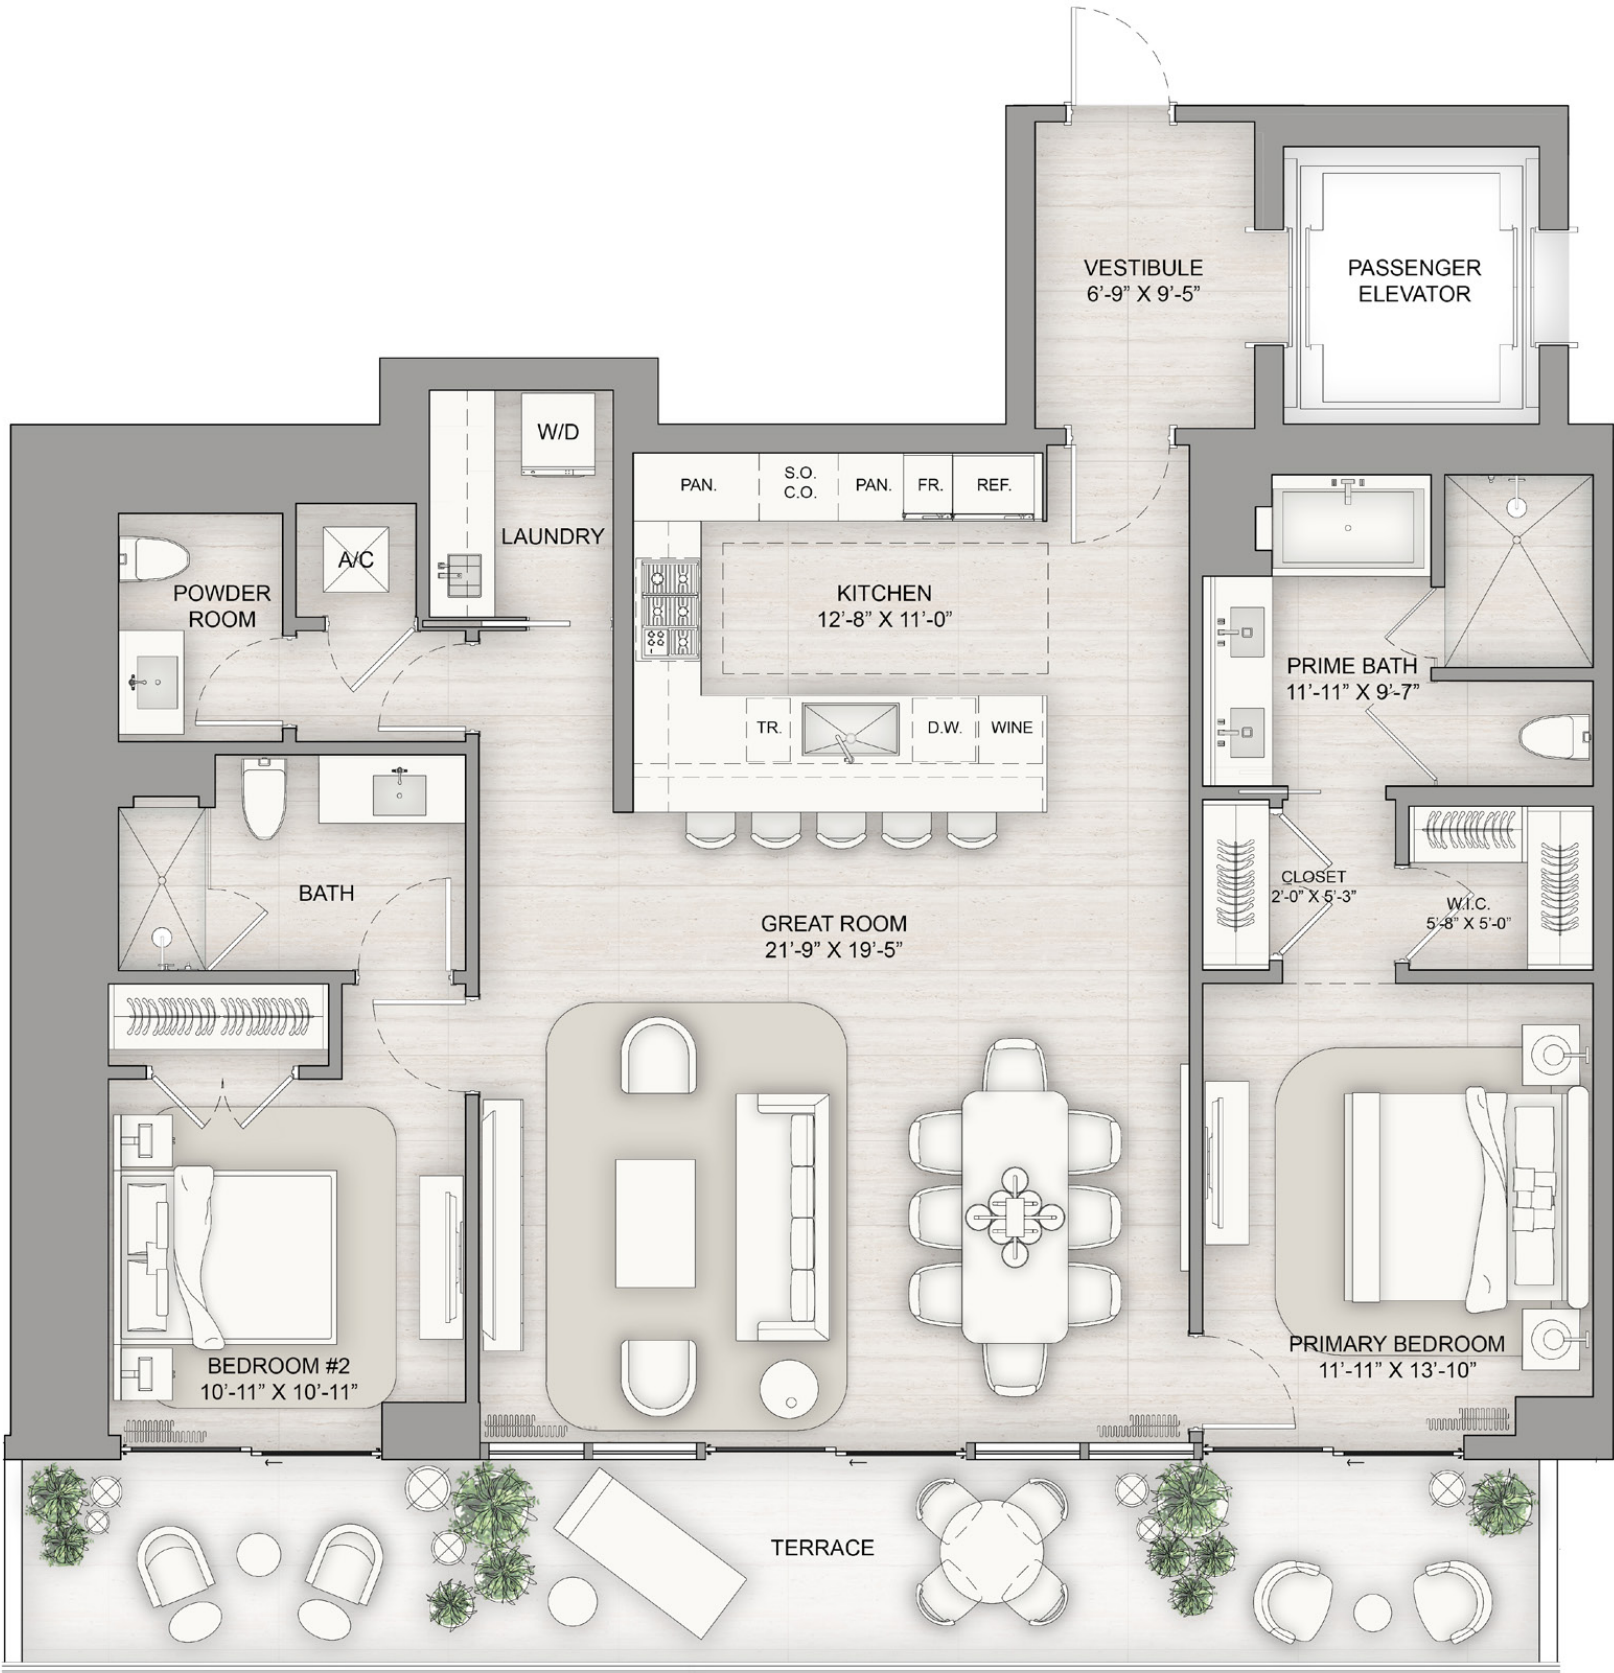 VESTIBULE
6'-9” X 9'-5”
PASSENGER
ELEVATOR
W/D
LAUNDRY
A/C
POWDER
ROOM
PAN.
S.O.
C.O.
PAN.
FR.
REF.
KITCHEN
12'-8” X 11'-0”
TR.
D.W.
WINE
PRIME BATH
11'-11” X 9'-7”
BATH
CLOSET
2'-0” X 5'-3”
W.I.C.
5'-8” X 5'-0”
GREAT ROOM
21'-9” X 19'-5”
BEDROOM #2
10'-11” X 10'-11”
PRIMARY BEDROOM
11'-11” X 13'-10”
TERRACE